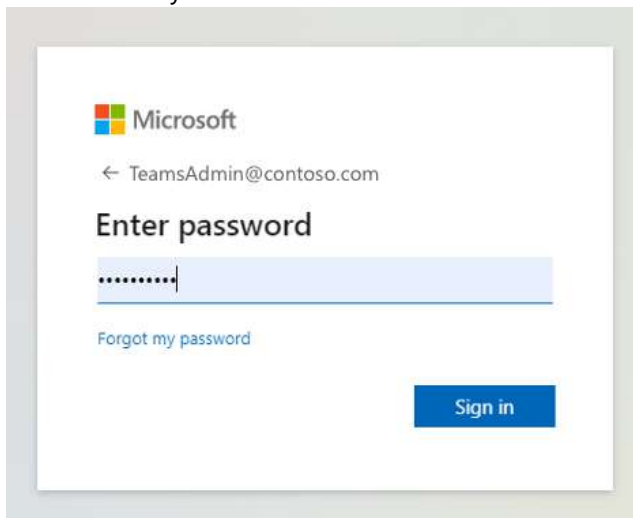 Microsoft
← TeamsAdmin@contoso.com
Enter password
••••••••••
Forgot my password
Sign in